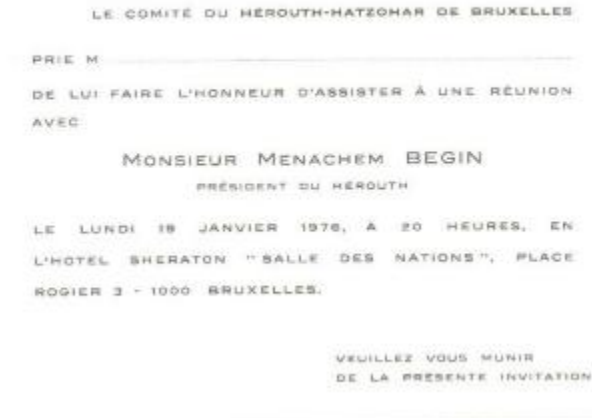 LE COMITÉ DU HÉROUTH-HATZOHAR DE BRUXELLES
PRIE M
DE LUI FAIRE L'HONNEUR D'ASSISTER À UNE RÉUNION
AVEC
MONSIEUR MENACHEM BEGIN
PRÉSIDENT DU HÉROUTH
LE LUNDI 19 JANVIER 1976, A 20 HEURES, EN
L'HOTEL SHERATON "SALLE DES NATIONS", PLACE
ROGIER 3 - 1000 BRUXELLES.
VEUILLEZ VOUS MUNIR
DE LA PRÉSENTE INVITATION